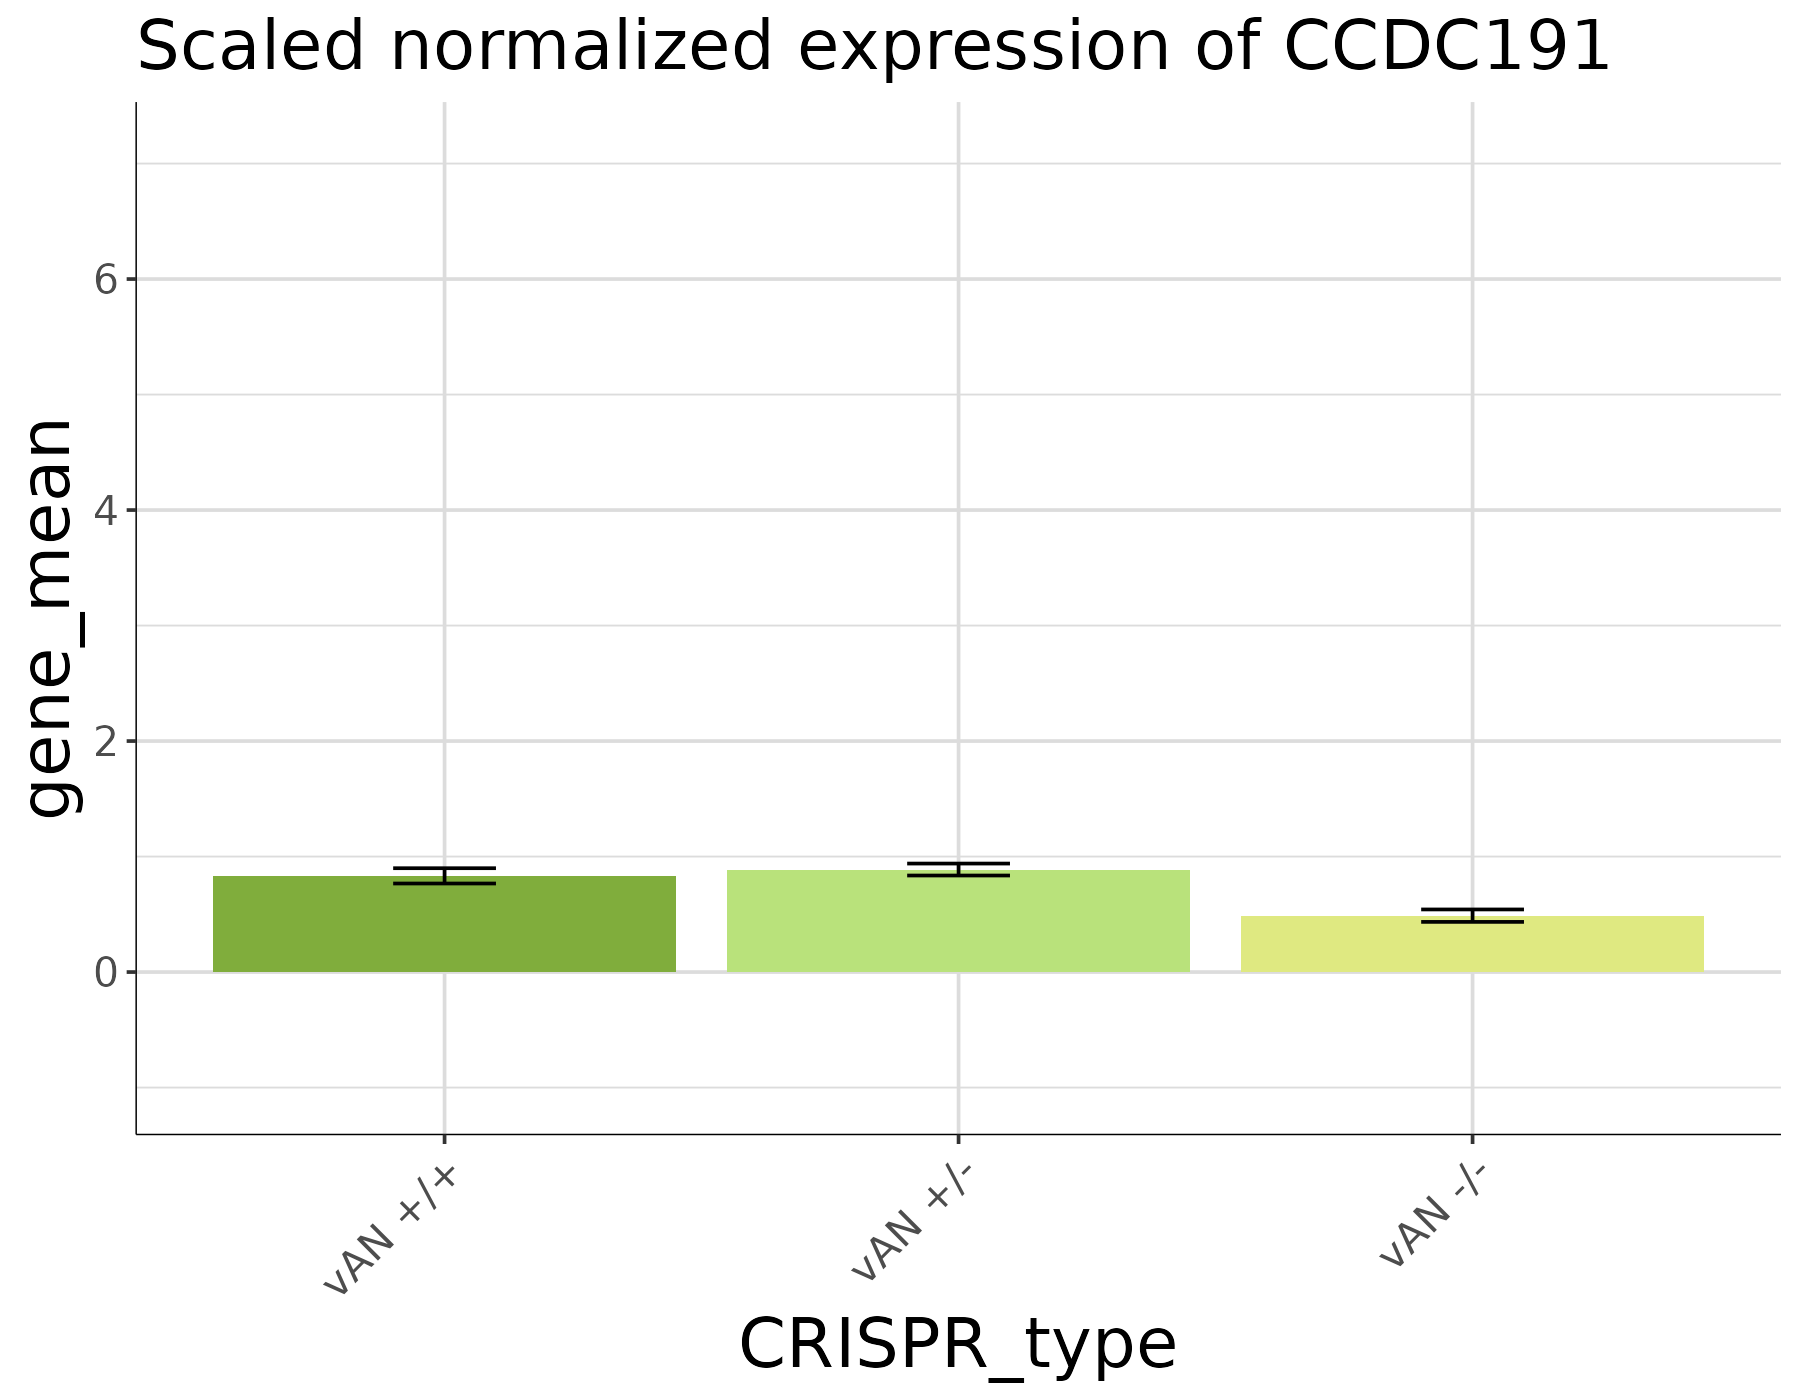 Scaled normalized expression of CCDC191
gene_mean
6
4
2
0
vAN +/+
vAN +/-
vAN -/-
CRISPR_type